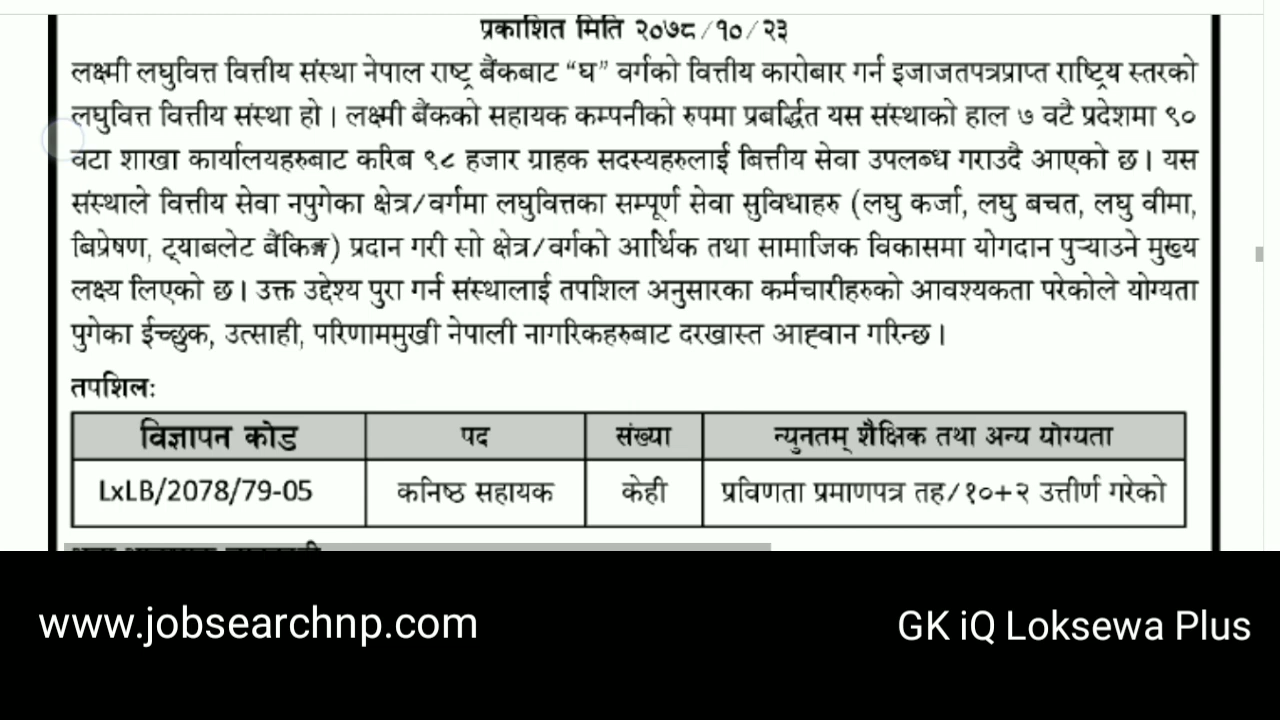 प्रकाशित मिति २०७८/१०/२३
लक्ष्मी लघुवित्त वित्तीय संस्था नेपाल राष्ट्र बैंकबाट “घ” वर्गको वित्तीय कारोबार गर्न इजाजतपत्रप्राप्त राष्ट्रिय स्तरको
लघुवित्त वित्तीय संस्था हो । लक्ष्मी बैंकको सहायक कम्पनीको रुपमा प्रबर्द्धित यस संस्थाको हाल ७ वटै प्रदेशमा ९०
वटा शाखा कार्यालयहरुबाट करिब ९८ हजार ग्राहक सदस्यहरुलाई बित्तीय सेवा उपलब्ध गराउदै आएको छ । यस
संस्थाले वित्तीय सेवा नपुगेका क्षेत्र/वर्गमा लघुवित्तका सम्पूर्ण सेवा सुविधाहरु (लघु कर्जा, लघु बचत, लघु वीमा,
बिप्रेषण, ट्याबलेट बैंकिङ्ग) प्रदान गरी सो क्षेत्र/वर्गको आर्थिक तथा सामाजिक विकासमा योगदान पुऱ्याउने मुख्य
लक्ष्य लिएको छ । उक्त उद्देश्य पुरा गर्न संस्थालाई तपशिल अनुसारका कर्मचारीहरुको आवश्यकता परेकोले योग्यता
पुगेका ईच्छुक, उत्साही, परिणाममुखी नेपाली नागरिकहरुबाट दरखास्त आह्वान गरिन्छ ।
तपशिलः
विज्ञापन कोड पद संख्या न्युनतम् शैक्षिक तथा अन्य योग्यता
LxLB/2078/79-05 कनिष्ठ सहायक केही प्रविणता प्रमाणपत्र तह/१०+२ उत्तीर्ण गरेको
www.jobsearchnp.com GK iQ Loksewa Plus